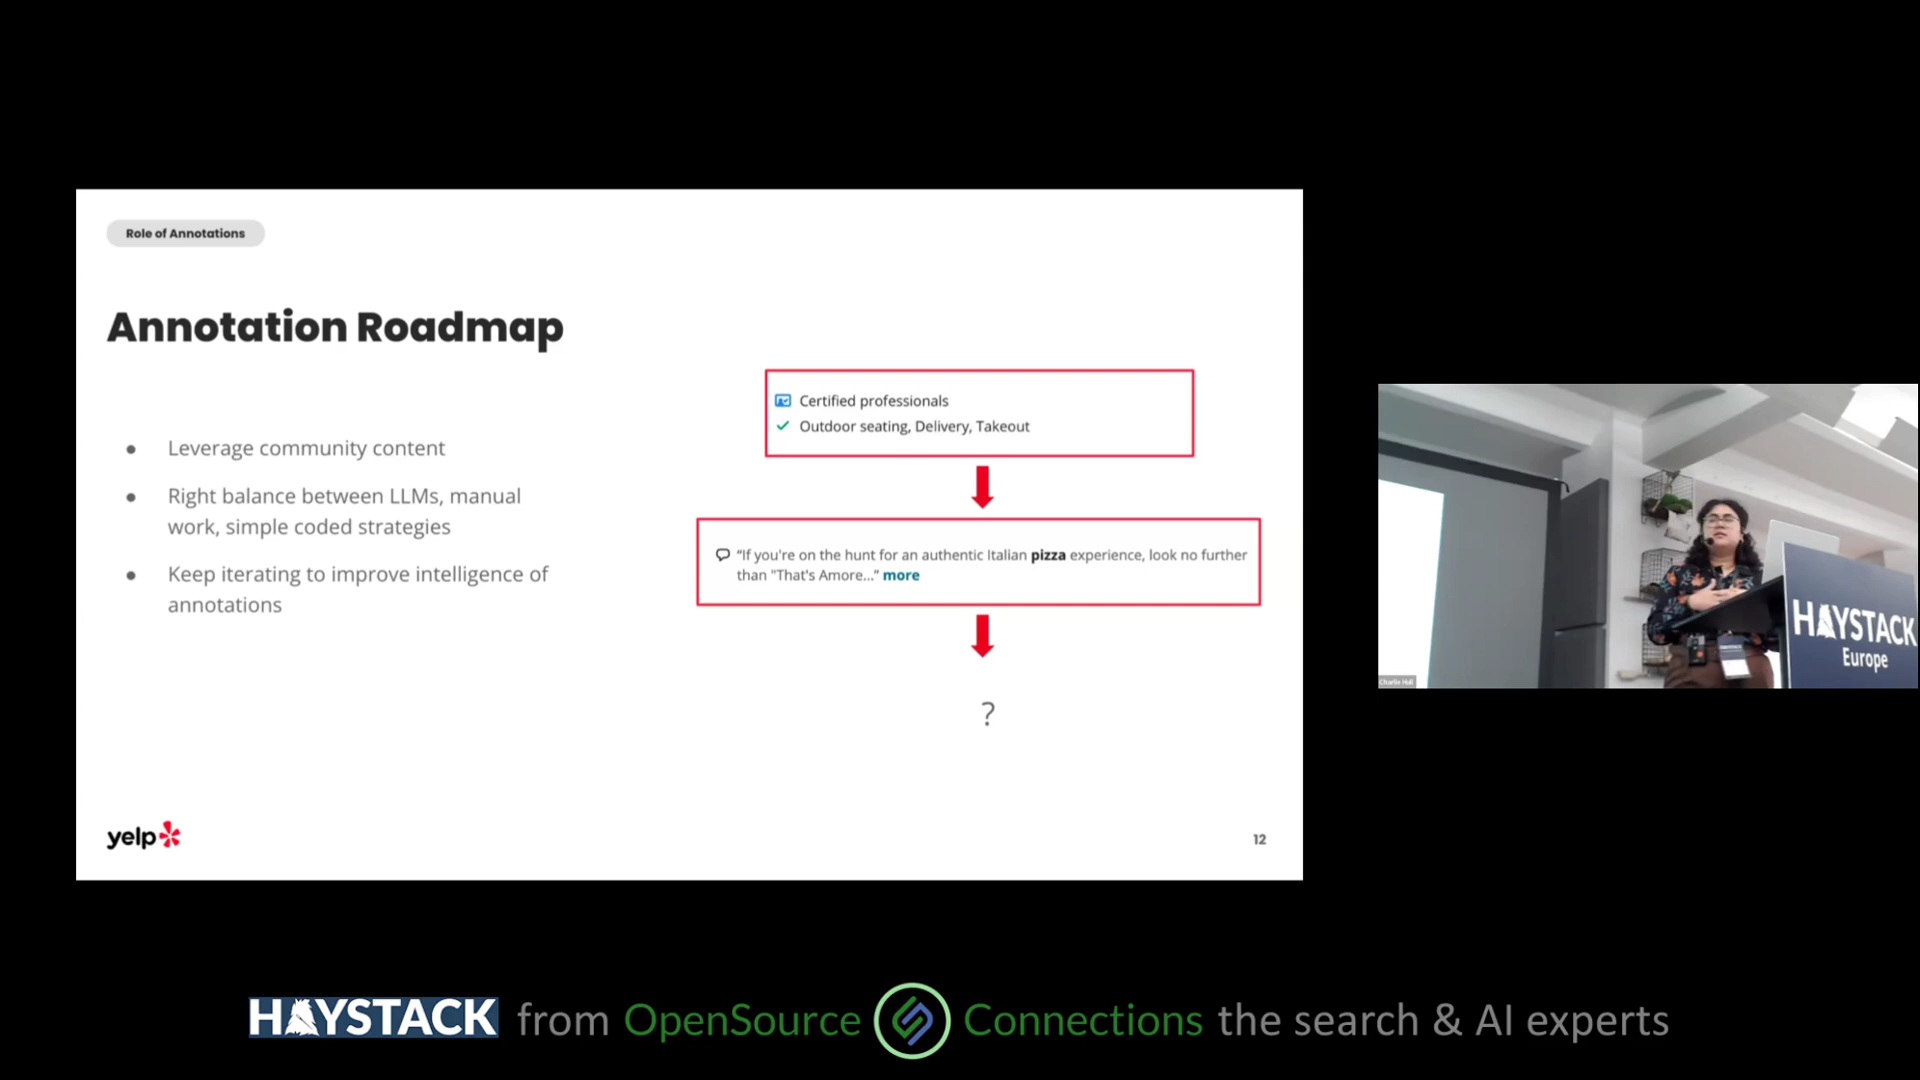 Role of Annotations
Annotation Roadmap
● Leverage community content
● Right balance between LLMs, manual
work, simple coded strategies
● Keep iterating to improve intelligence of
annotations
Certified professionals
Outdoor seating, Delivery, Takeout
"If you're on the hunt for an authentic Italian pizza experience, look no further
than "That's Amore..." more
?
yelp
12
Charlie Hull
HAYSTACK
Europe
HAYSTACK from OpenSource Connections the search & AI experts